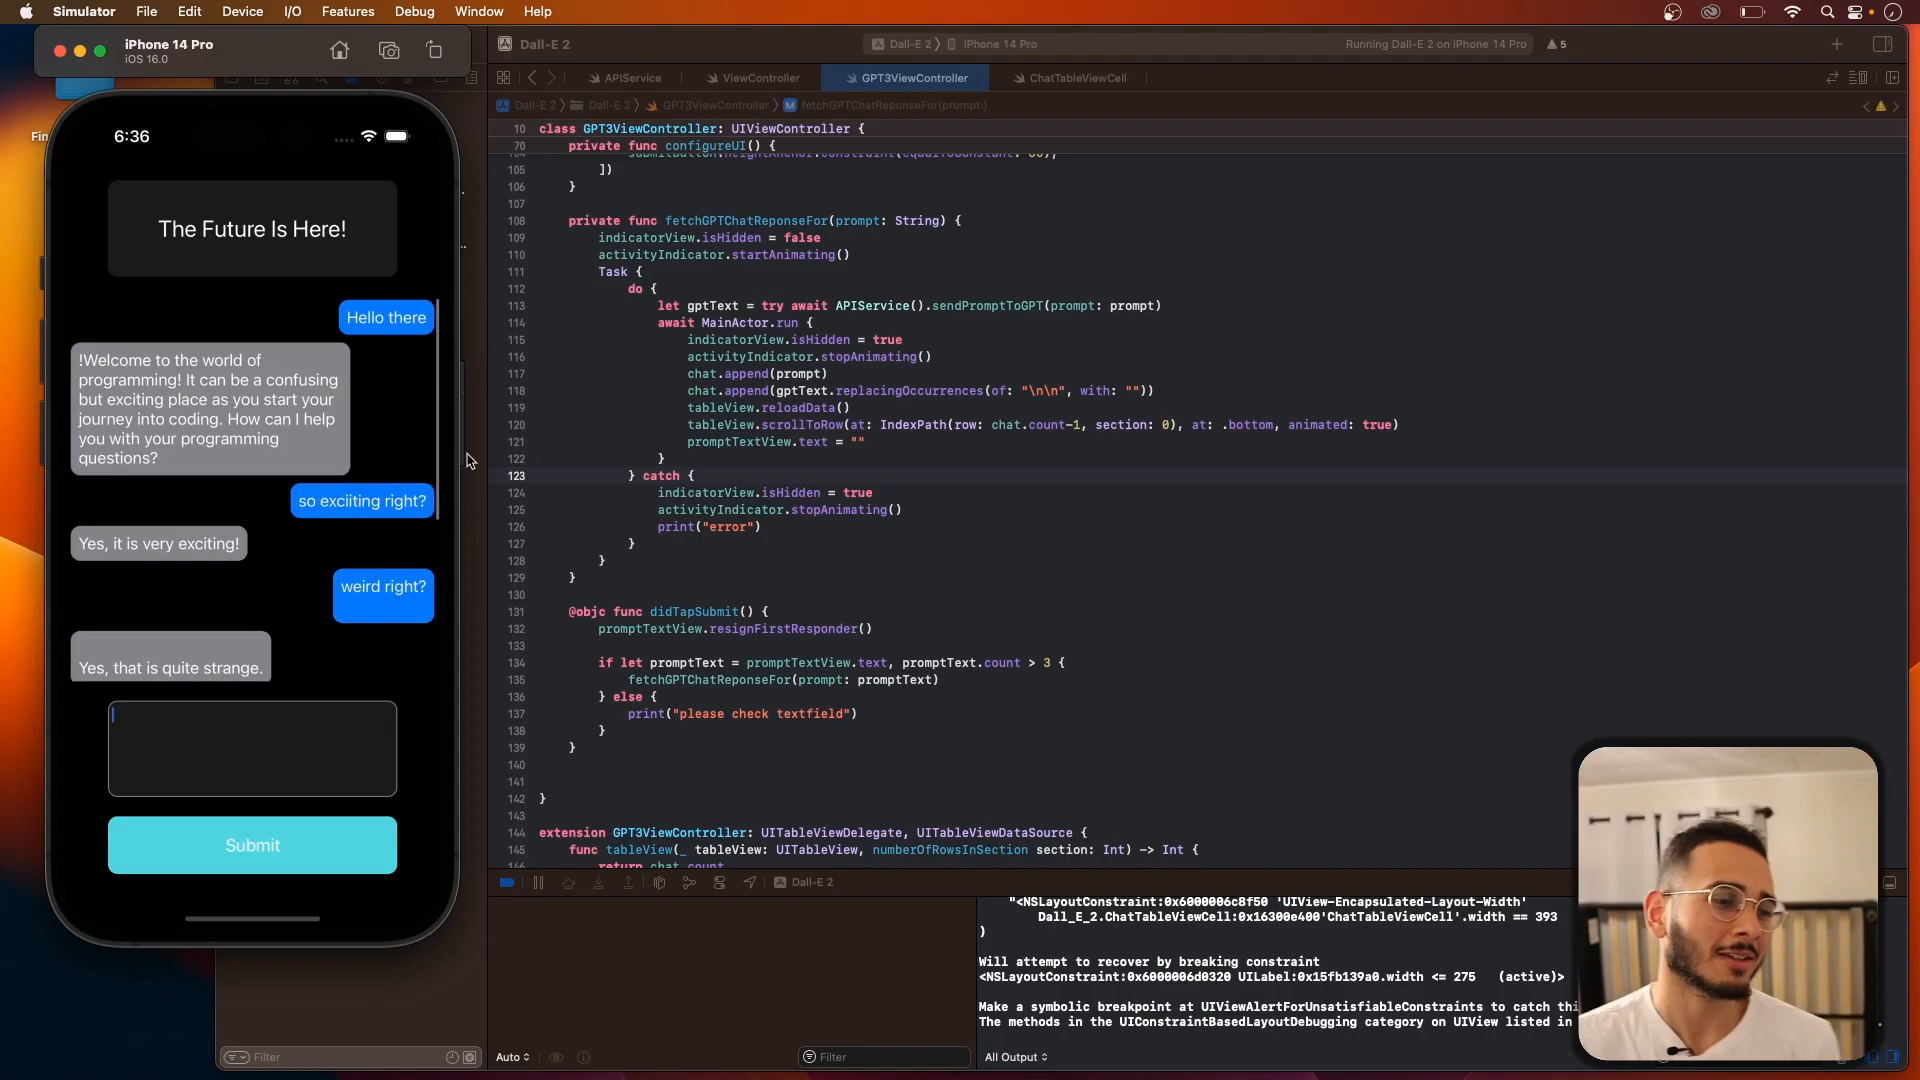 Simulator File Edit Device I/O Features Debug Window Help
iPhone 14 Pro
iOS 16.0
Dall-E 2
Dall-E 2 iPhone 14 Pro
Running Dall-E 2 on iPhone 14 Pro 5
APIService ViewController GPT3ViewController ChatTableViewCell
Dall-E 2 Dall-E 2 GPT3ViewController M fetchGPTChatReponseFor(prompt:)
Fin
6:36
The Future Is Here!
Hello there
!Welcome to the world of
programming! It can be a confusing
but exciting place as you start your
journey into coding. How can I help
you with your programming
questions?
so exciiting right?
Yes, it is very exciting!
weird right?
Yes, that is quite strange.
Submit
10 class GPT3ViewController: UIViewController {
70 private func configureUI() {
105 ])
106 }
107
108 private func fetchGPTChatReponseFor(prompt: String) {
109 indicatorView.isHidden = false
110 activityIndicator.startAnimating()
111 Task {
112 do {
113 let gptText = try await APIService().sendPromptToGPT(prompt: prompt)
114 await MainActor.run {
115 indicatorView.isHidden = true
116 activityIndicator.stopAnimating()
117 chat.append(prompt)
118 chat.append(gptText.replacingOccurrences(of: "\n\n", with: ""))
119 tableView.reloadData()
120 tableView.scrollToRow(at: IndexPath(row: chat.count-1, section: 0), at: .bottom, animated: true)
121 promptTextView.text = ""
122 }
123 } catch {
124 indicatorView.isHidden = true
125 activityIndicator.stopAnimating()
126 print("error")
127 }
128 }
129 }
130
131 @objc func didTapSubmit() {
132 promptTextView.resignFirstResponder()
133
134 if let promptText = promptTextView.text, promptText.count > 3 {
135 fetchGPTChatReponseFor(prompt: promptText)
136 } else {
137 print("please check textfield")
138 }
139 }
140
141
142 }
143
144 extension GPT3ViewController: UITableViewDelegate, UITableViewDataSource {
145 func tableView(_ tableView: UITableView, numberOfRowsInSection section: Int) -> Int {
146 return chat.count
Dall-E 2
"<NSLayoutConstraint:0x6000006c8f50 'UIView-Encapsulated-Layout-Width'
Dall_E_2.ChatTableViewCell:0x16300e400'ChatTableViewCell'.width == 393
)
Will attempt to recover by breaking constraint
<NSLayoutConstraint:0x6000006d0320 UILabel:0x15fb139a0.width <= 275 (active)>
Make a symbolic breakpoint at UIViewAlertForUnsatisfiableConstraints to catch thi
The methods in the UIConstraintBasedLayoutDebugging category on UIView listed in
Filter
Auto
Filter
All Output